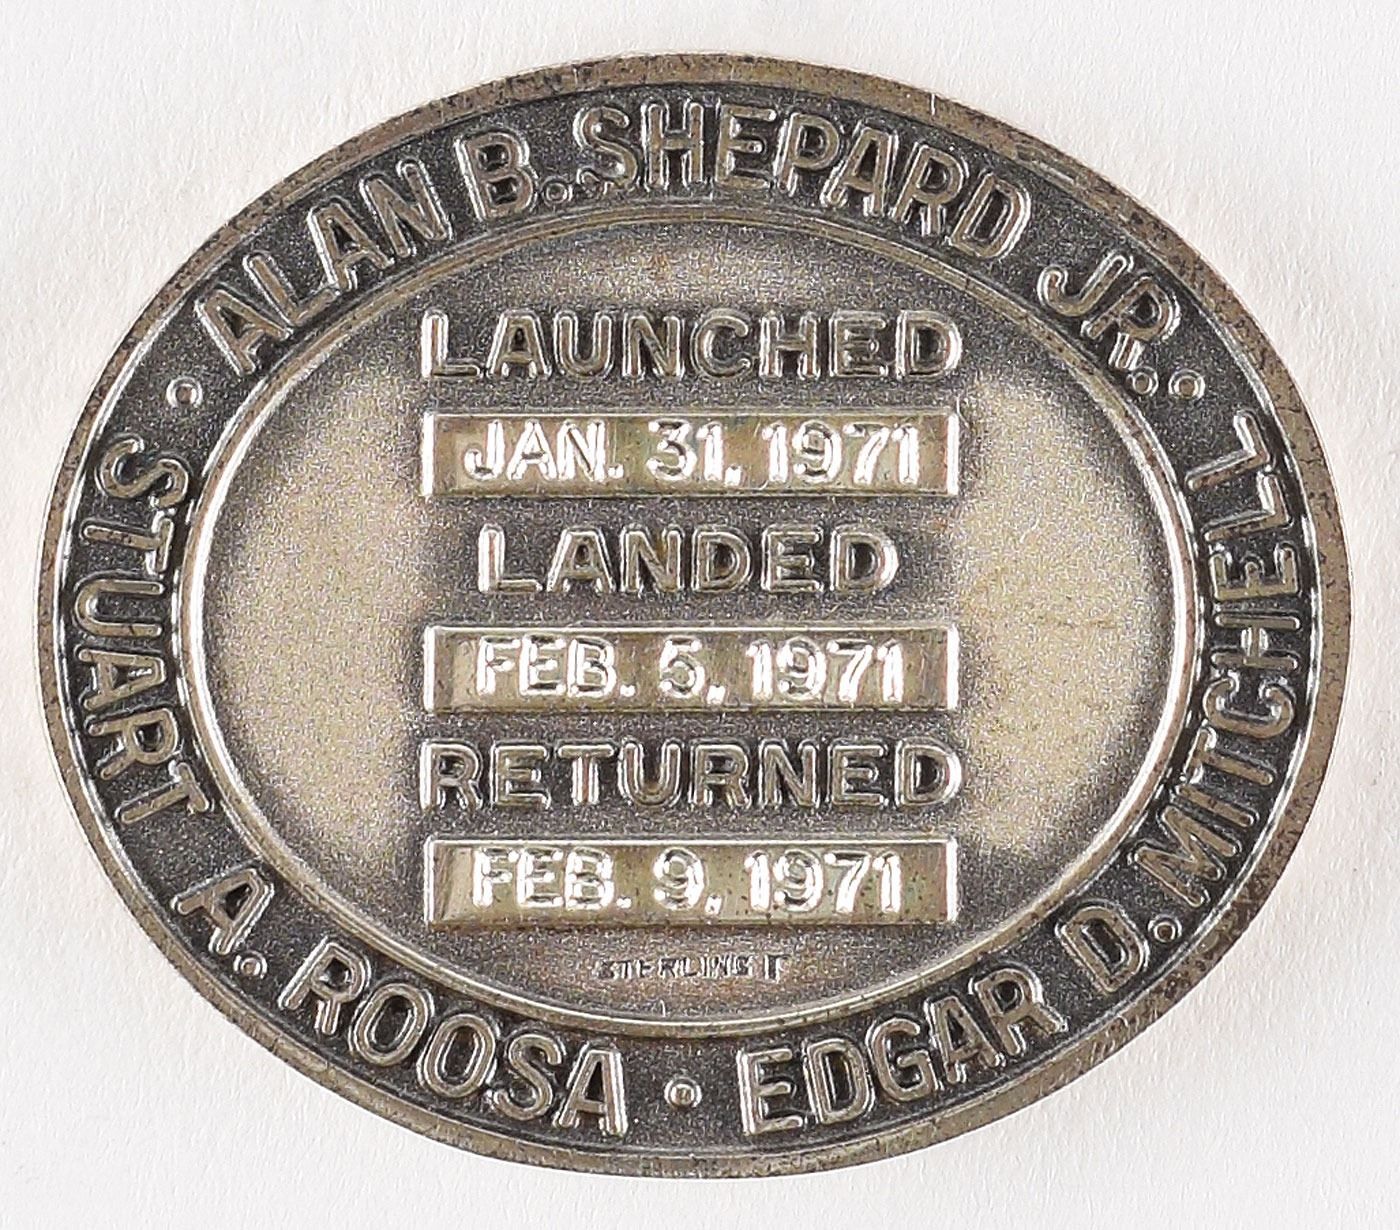 · ALAN B. SHEPARD JR. ·
EDGAR D. MITCHELL
· STUART A. ROOSA
LAUNCHED
JAN. 31, 1971
LANDED
FEB. 5, 1971
RETURNED
FEB. 9, 1971
STERLING